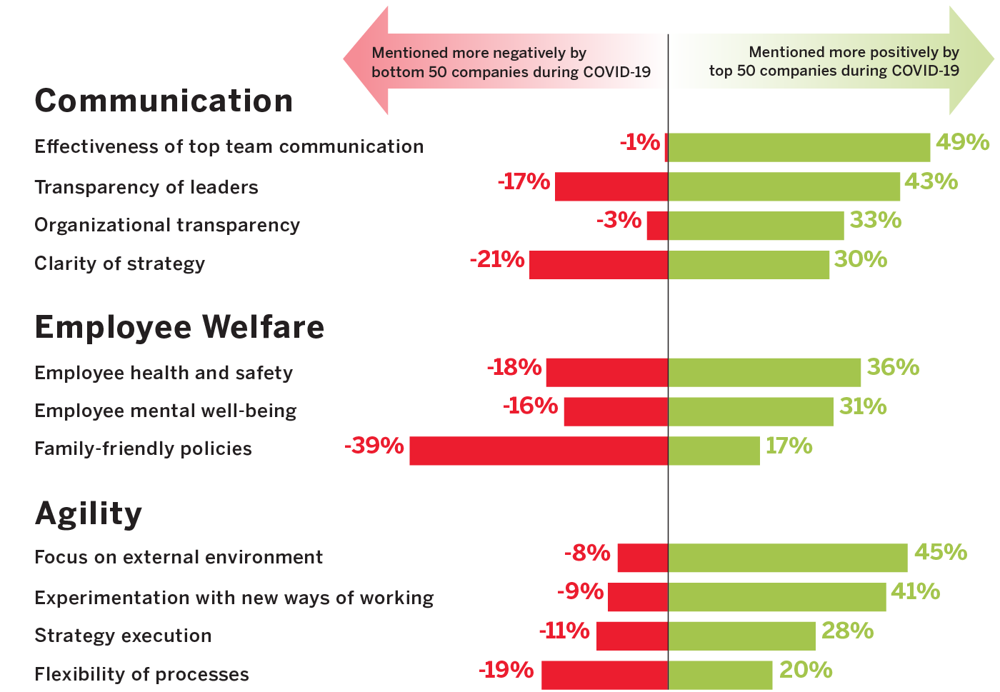 Mentioned more negatively by
bottom 50 companies during COVID-19
Mentioned more positively by
top 50 companies during COVID-19
Communication
Effectiveness of top team communication -1% 49%
Transparency of leaders -17% 43%
Organizational transparency -3% 33%
Clarity of strategy -21% 30%
Employee Welfare
Employee health and safety -18% 36%
Employee mental well-being -16% 31%
Family-friendly policies -39% 17%
Agility
Focus on external environment -8% 45%
Experimentation with new ways of working -9% 41%
Strategy execution -11% 28%
Flexibility of processes -19% 20%